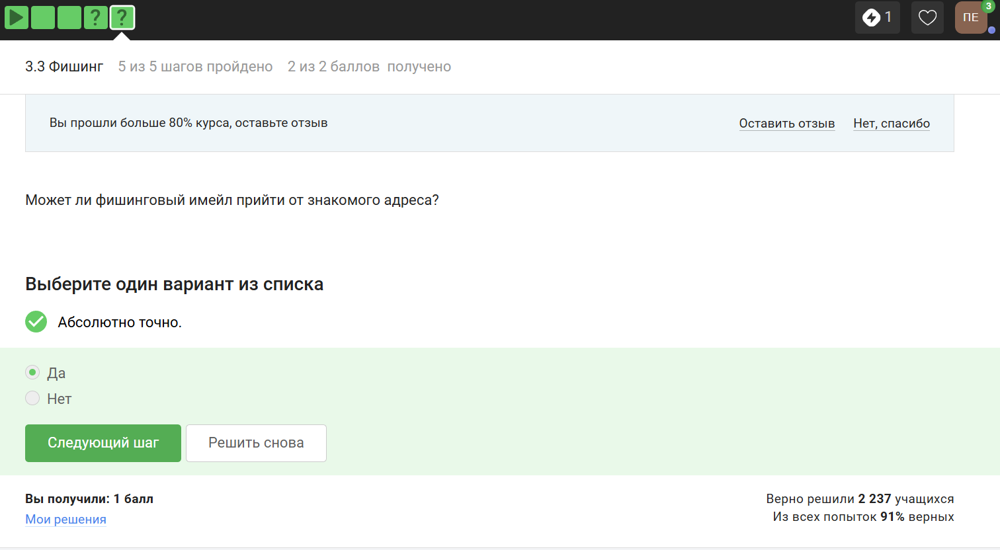 ? ? 1 ПЕ 3
3.3 Фишинг 5 из 5 шагов пройдено 2 из 2 баллов получено
Вы прошли больше 80% курса, оставьте отзыв Оставить отзыв Нет, спасибо
Может ли фишинговый имейл прийти от знакомого адреса?
Выберите один вариант из списка
Абсолютно точно.
Да
Нет
Следующий шаг Решить снова
Вы получили: 1 балл Верно решили 2 237 учащихся
Мои решения Из всех попыток 91% верных